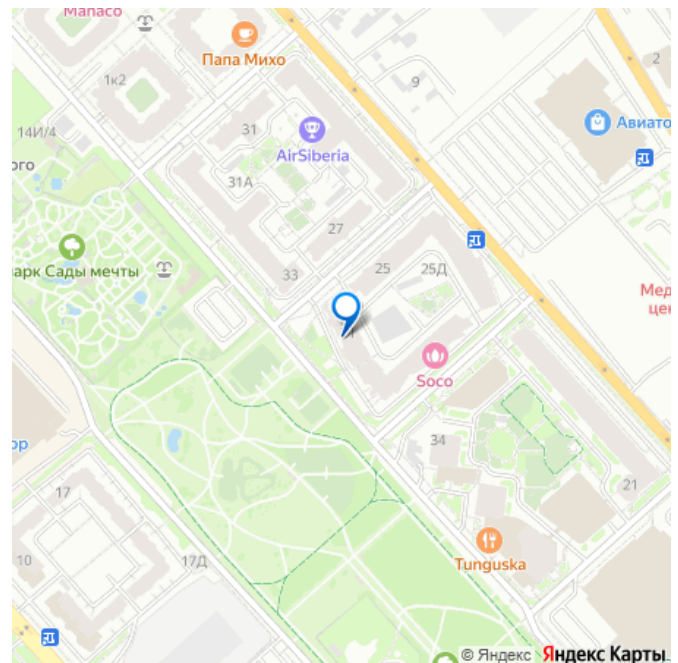 Мапасо
Папа Михо
1к2
9
2
14И/4
31
AirSiberia
Авиато
ого
31А
27
арк Сады мечты
33
25
25Д
Мед
цен
Soco
ор
34
17
21
10
17Д
Tunguska
© Яндекс Яндекс Карты